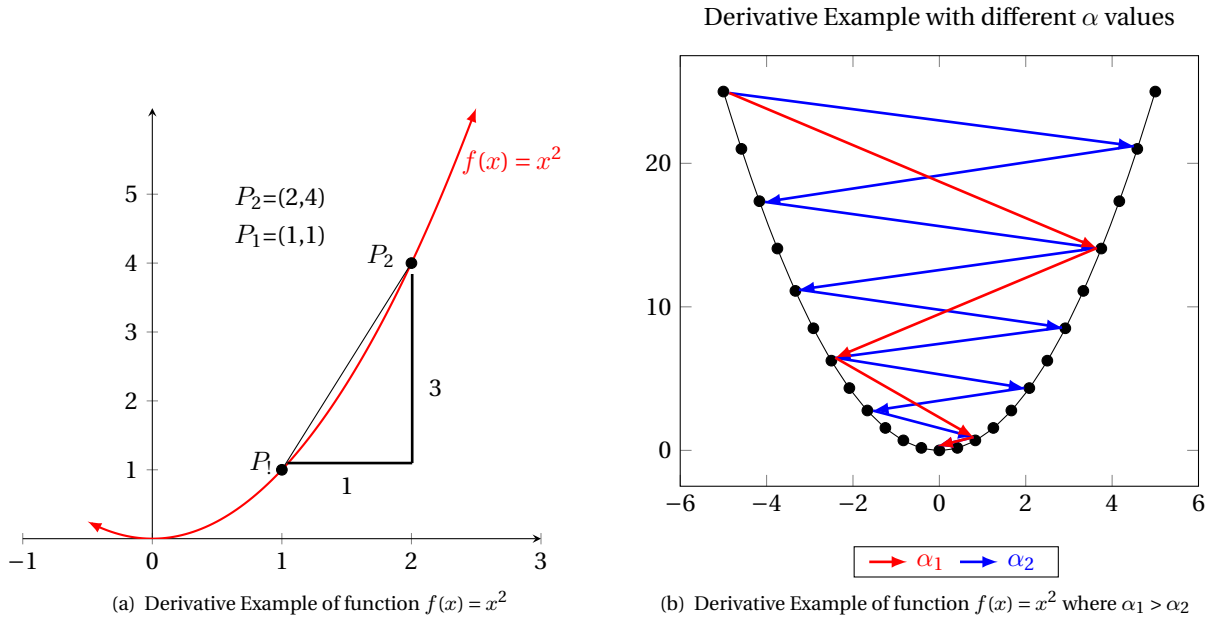 Derivative Example with different α values
f(x) = x²
P₂=(2,4)
P₁=(1,1)
P₂
P!
3
1
5
4
3
2
1
−1
0
1
2
3
−6
−4
−2
0
2
4
6
20
10
0
α₁ α₂
(a) Derivative Example of function f(x) = x²
(b) Derivative Example of function f(x) = x² where α₁ > α₂